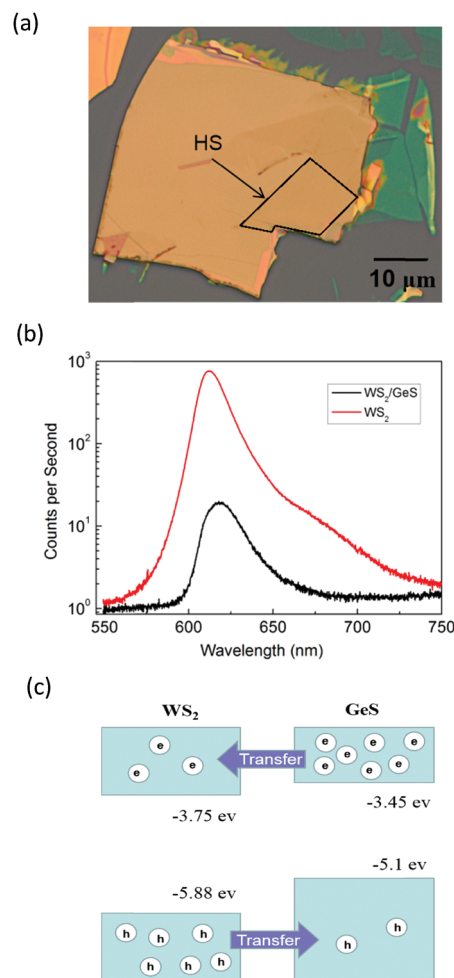 (a)
HS
10 μm
(b)
10³
10²
10¹
10⁰
Counts per Second
WS₂/GeS
WS₂
550 600 650 700 750
Wavelength (nm)
(c)
WS₂ GeS
e e e e e e e e e e
Transfer
-3.75 ev -3.45 ev
-5.88 ev -5.1 ev
h h h h h h h h
Transfer